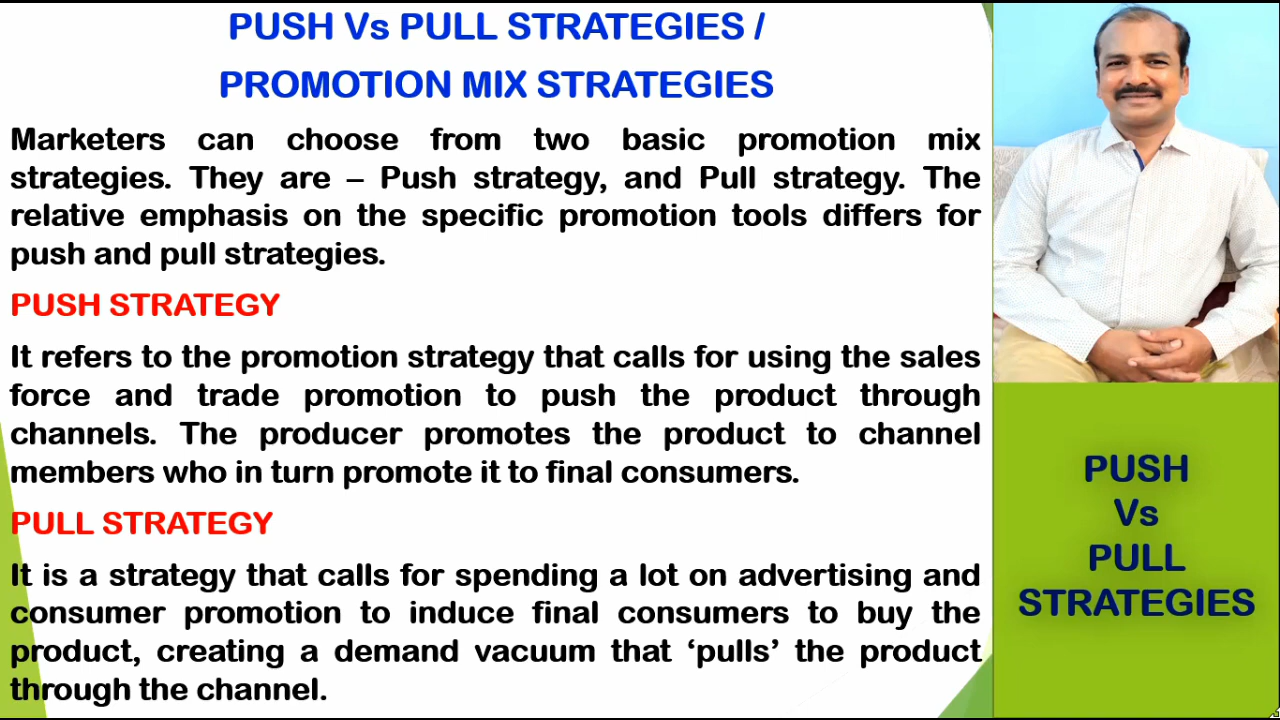 PUSH Vs PULL STRATEGIES /
PROMOTION MIX STRATEGIES
Marketers can choose from two basic promotion mix
strategies. They are – Push strategy, and Pull strategy. The
relative emphasis on the specific promotion tools differs for
push and pull strategies.
PUSH STRATEGY
It refers to the promotion strategy that calls for using the sales
force and trade promotion to push the product through
channels. The producer promotes the product to channel
members who in turn promote it to final consumers.
PULL STRATEGY
It is a strategy that calls for spending a lot on advertising and
consumer promotion to induce final consumers to buy the
product, creating a demand vacuum that ‘pulls’ the product
through the channel.
PUSH
Vs
PULL
STRATEGIES